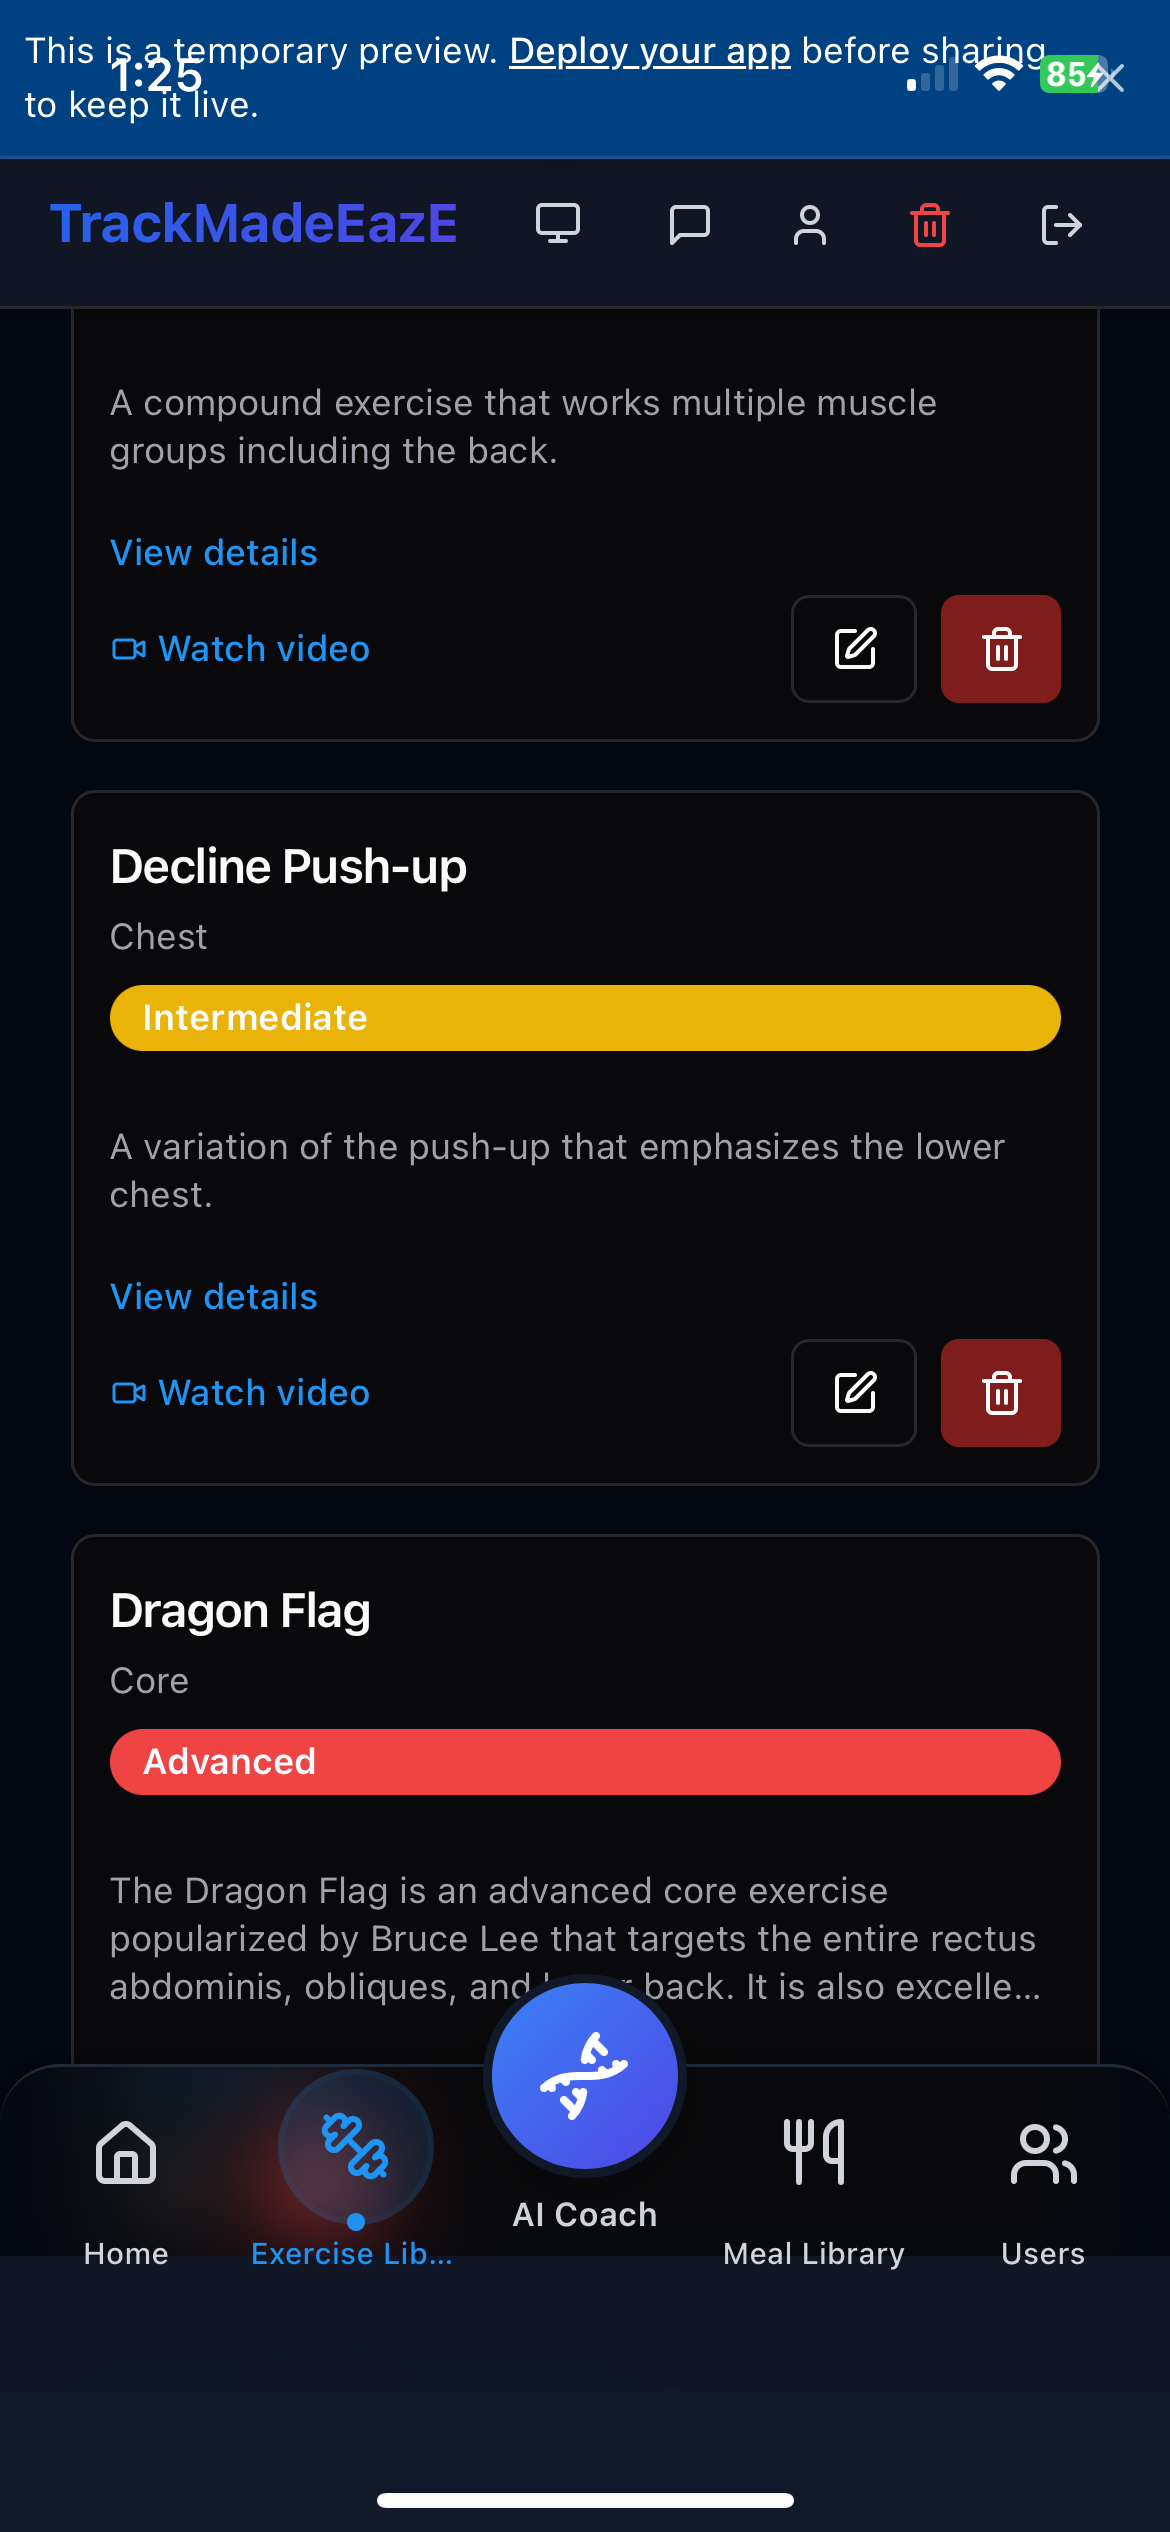 This is a temporary preview. Deploy your app before sharing
to keep it live.
1:25
85
TrackMadeEazE
A compound exercise that works multiple muscle
groups including the back.
View details
Watch video
Decline Push-up
Chest
Intermediate
A variation of the push-up that emphasizes the lower
chest.
View details
Watch video
Dragon Flag
Core
Advanced
The Dragon Flag is an advanced core exercise
popularized by Bruce Lee that targets the entire rectus
abdominis, obliques, and back. It is also excelle...
Home
Exercise Lib...
AI Coach
Meal Library
Users